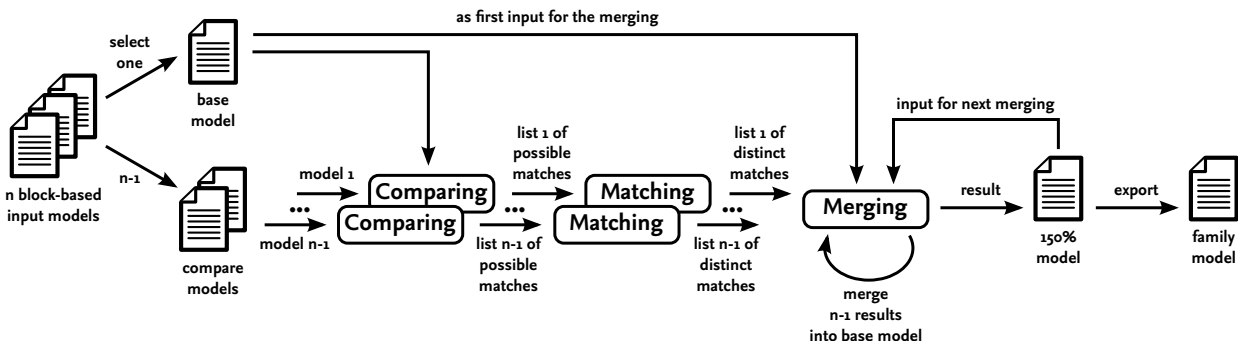 as first input for the merging
select
one
base
model
n-1
n block-based
input models
compare
models
model 1
...
model n-1
Comparing
Comparing
list 1 of
possible
matches
...
list n-1 of
possible
matches
Matching
Matching
list 1 of
distinct
matches
...
list n-1 of
distinct
matches
input for next merging
Merging
merge
n-1 results
into base model
result
150%
model
export
family
model